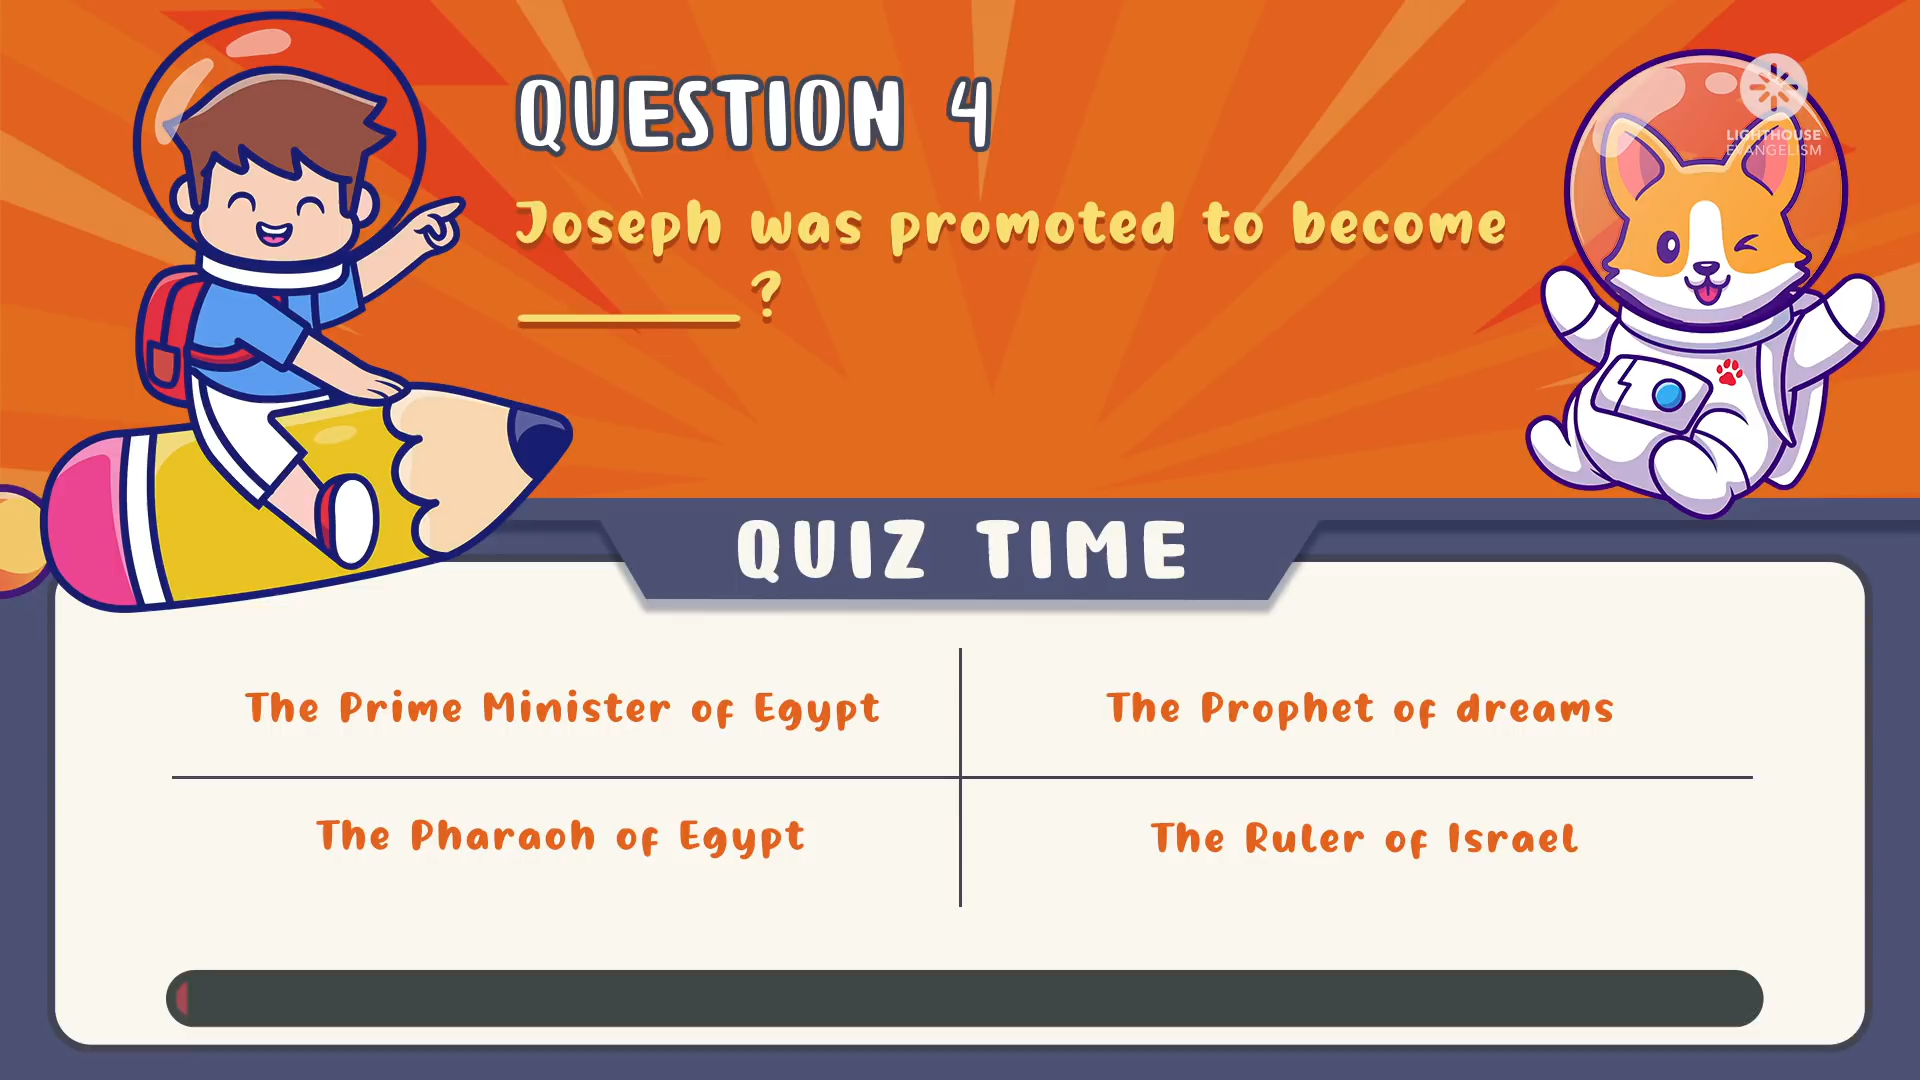 QUESTION 4
LIGHTHOUSE
EVANGELISM
Joseph was promoted to become
________ ?
QUIZ TIME
The Prime Minister of Egypt
The Prophet of dreams
The Pharaoh of Egypt
The Ruler of Israel